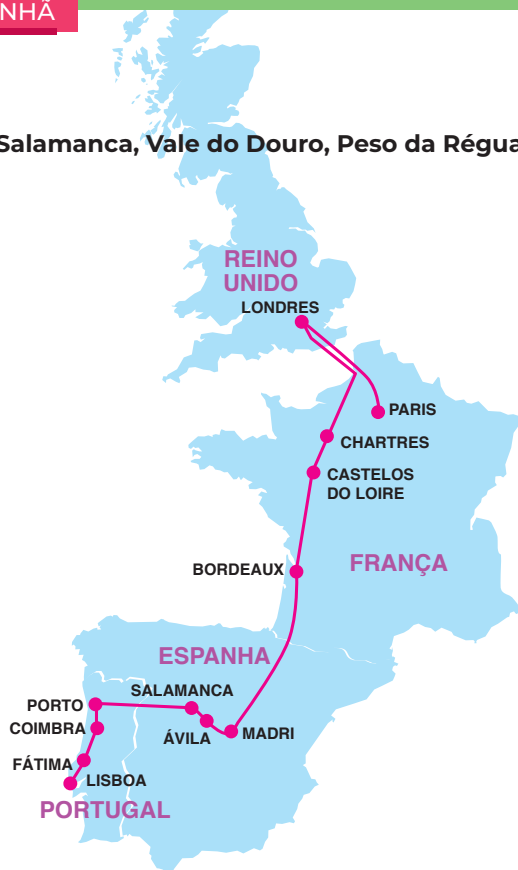 NHÃ
Salamanca, Vale do Douro, Peso da Régua
REINO
UNIDO
LONDRES
PARIS
CHARTRES
CASTELOS
DO LOIRE
BORDEAUX
FRANÇA
ESPANHA
SALAMANCA
PORTO
COIMBRA
ÁVILA
MADRI
FÁTIMA
LISBOA
PORTUGAL